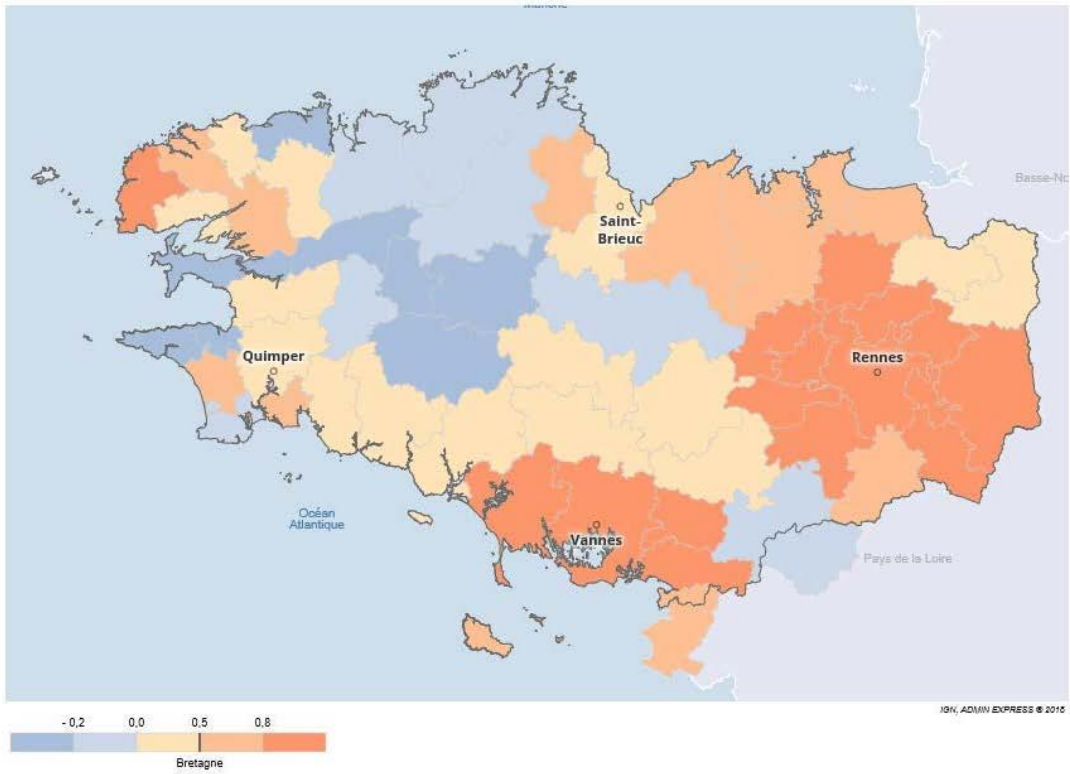 Basse-No
Saint-
Brieuc
Quimper
Rennes
Océan
Atlantique
Vannes
Pays de la Loire
IGN, ADMIN EXPRESS ® 2016
- 0,2 0,0 0,5 0,8
Bretagne